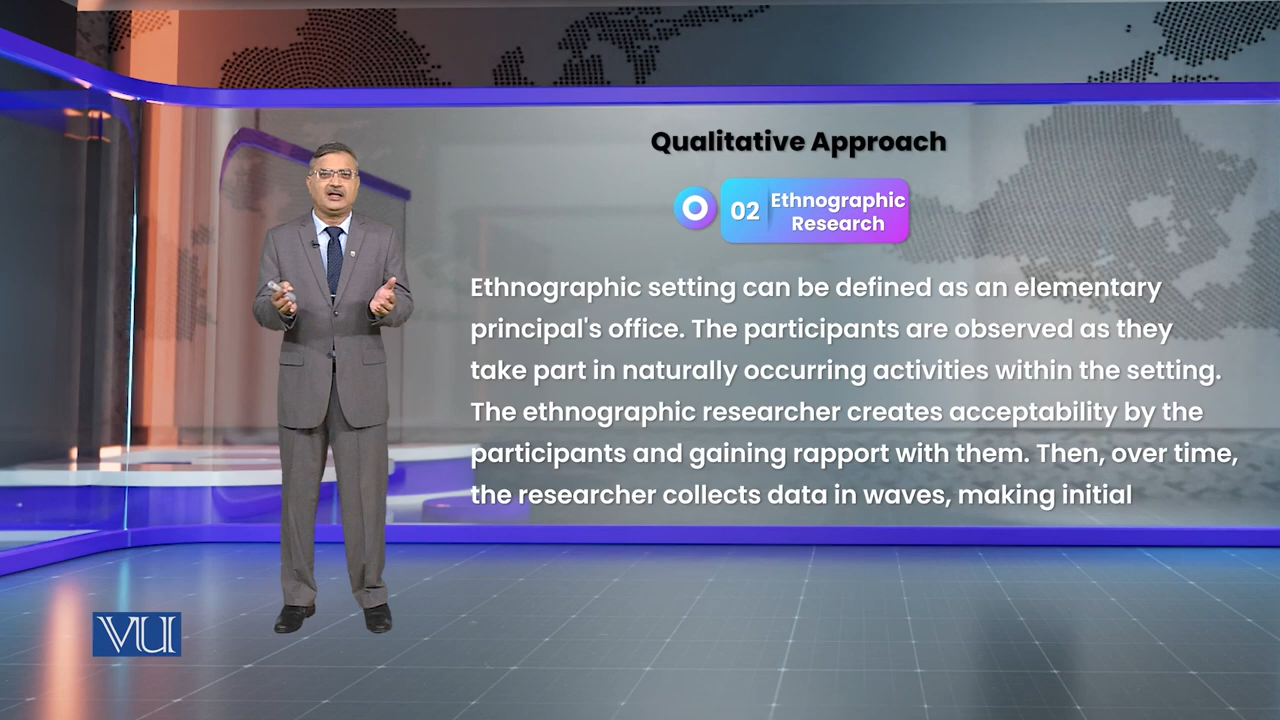 Qualitative Approach
02
Ethnographic
Research
Ethnographic setting can be defined as an elementary
principal's office. The participants are observed as they
take part in naturally occurring activities within the setting.
The ethnographic researcher creates acceptability by the
participants and gaining rapport with them. Then, over time,
the researcher collects data in waves, making initial
VU